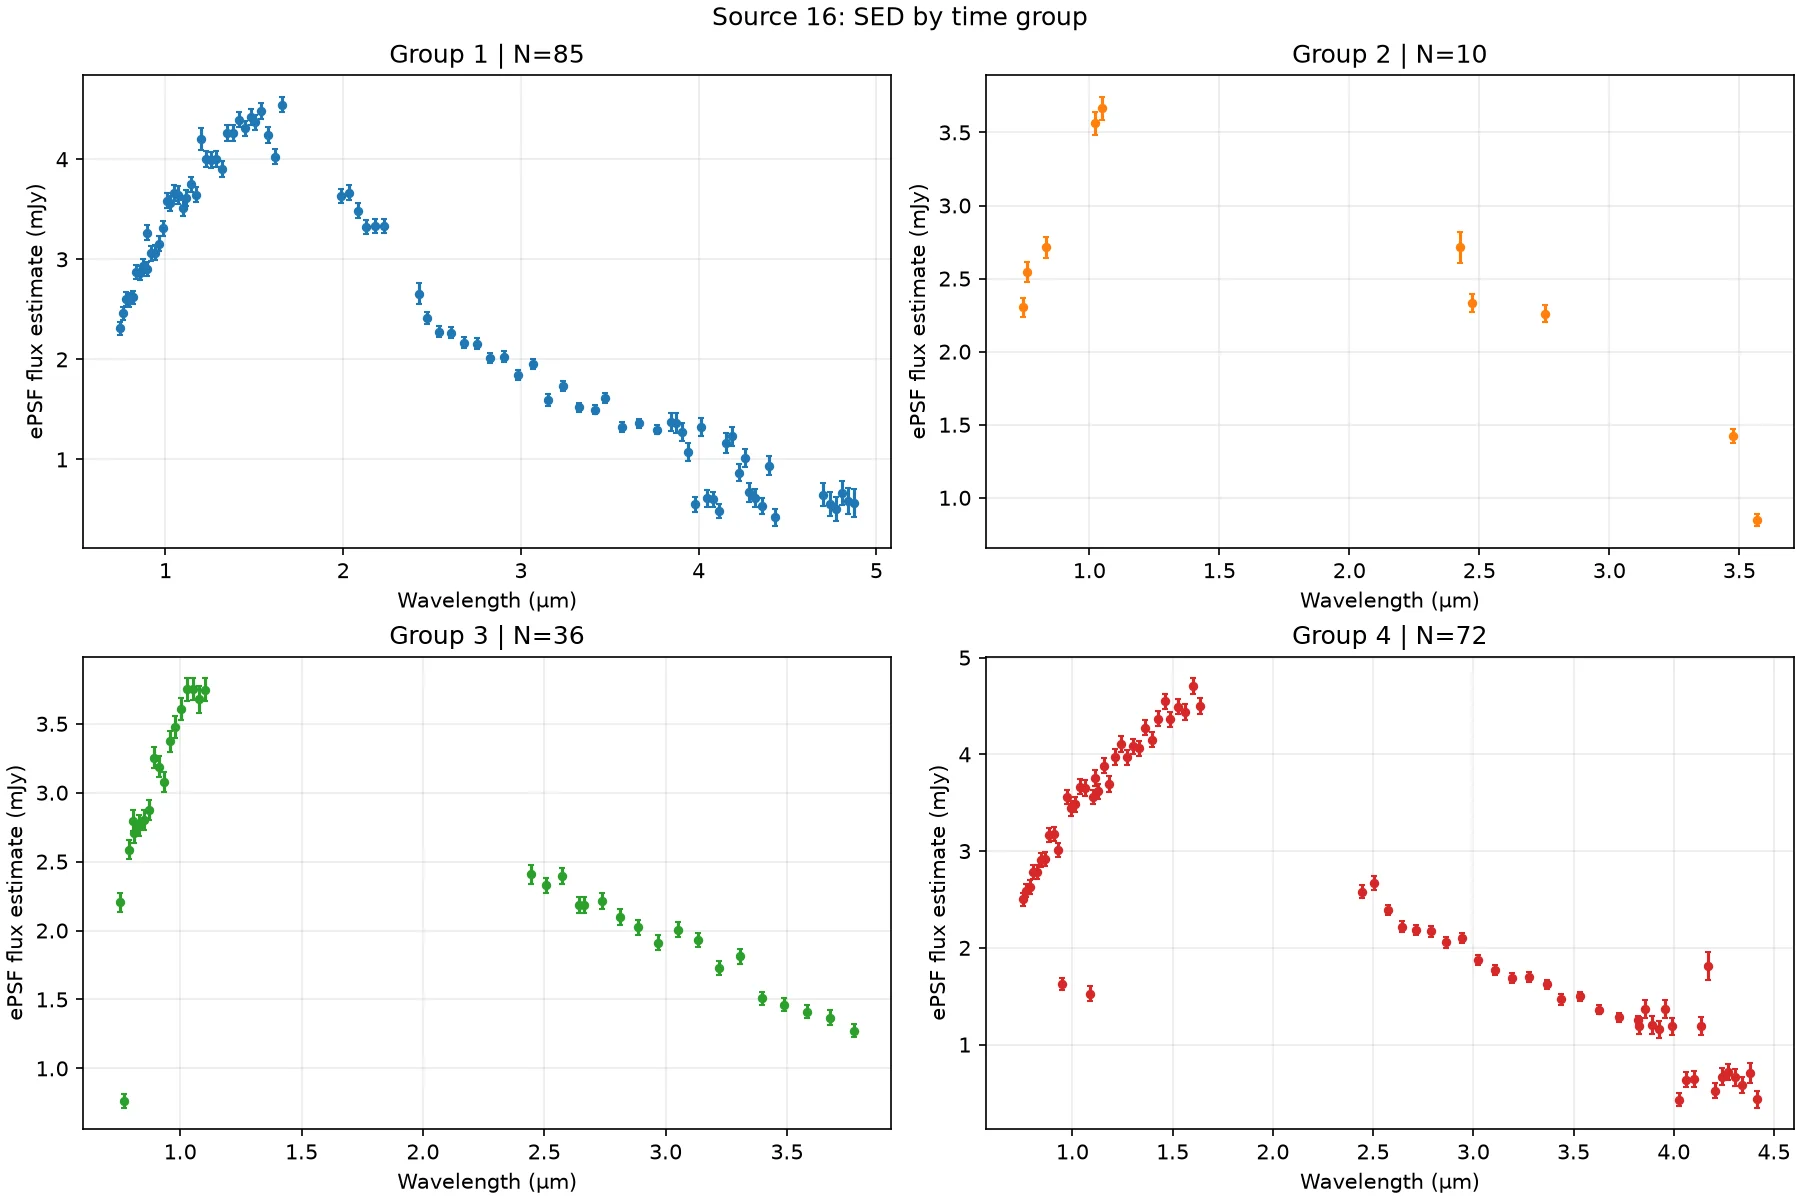 Source 16: SED by time group
Group 1 | N=85
ePSF flux estimate (mJy)
4
3
2
1
1 2 3 4 5
Wavelength (μm)
Group 2 | N=10
ePSF flux estimate (mJy)
3.5
3.0
2.5
2.0
1.5
1.0
1.0 1.5 2.0 2.5 3.0 3.5
Wavelength (μm)
Group 3 | N=36
ePSF flux estimate (mJy)
3.5
3.0
2.5
2.0
1.5
1.0
1.0 1.5 2.0 2.5 3.0 3.5
Wavelength (μm)
Group 4 | N=72
ePSF flux estimate (mJy)
5
4
3
2
1
1.0 1.5 2.0 2.5 3.0 3.5 4.0 4.5
Wavelength (μm)